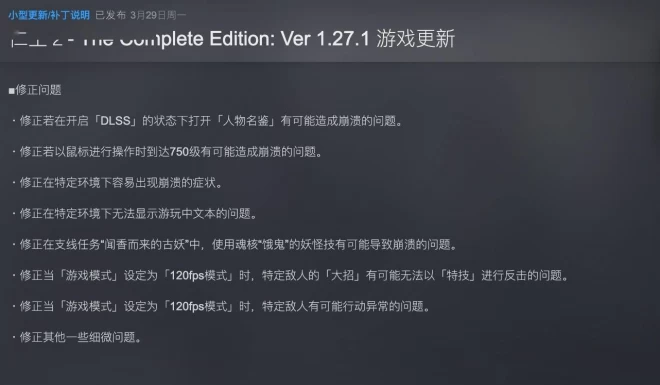 小型更新/补丁说明 已发布 3月29日周一
2 - The Complete Edition: Ver 1.27.1 游戏更新
■修正问题
・修正若在开启「DLSS」的状态下打开「人物名鉴」有可能造成崩溃的问题。
・修正若以鼠标进行操作时到达750级有可能造成崩溃的问题。
・修正在特定环境下容易出现崩溃的症状。
・修正在特定环境下无法显示游玩中文本的问题。
・修正在支线任务“闻香而来的古妖”中，使用魂核“饿鬼”的妖怪技有可能导致崩溃的问题。
・修正当「游戏模式」设定为「120fps模式」时，特定敌人的「大招」有可能无法以「特技」进行反击的问题。
・修正当「游戏模式」设定为「120fps模式」时，特定敌人有可能行动异常的问题。
・修正其他一些细微问题。